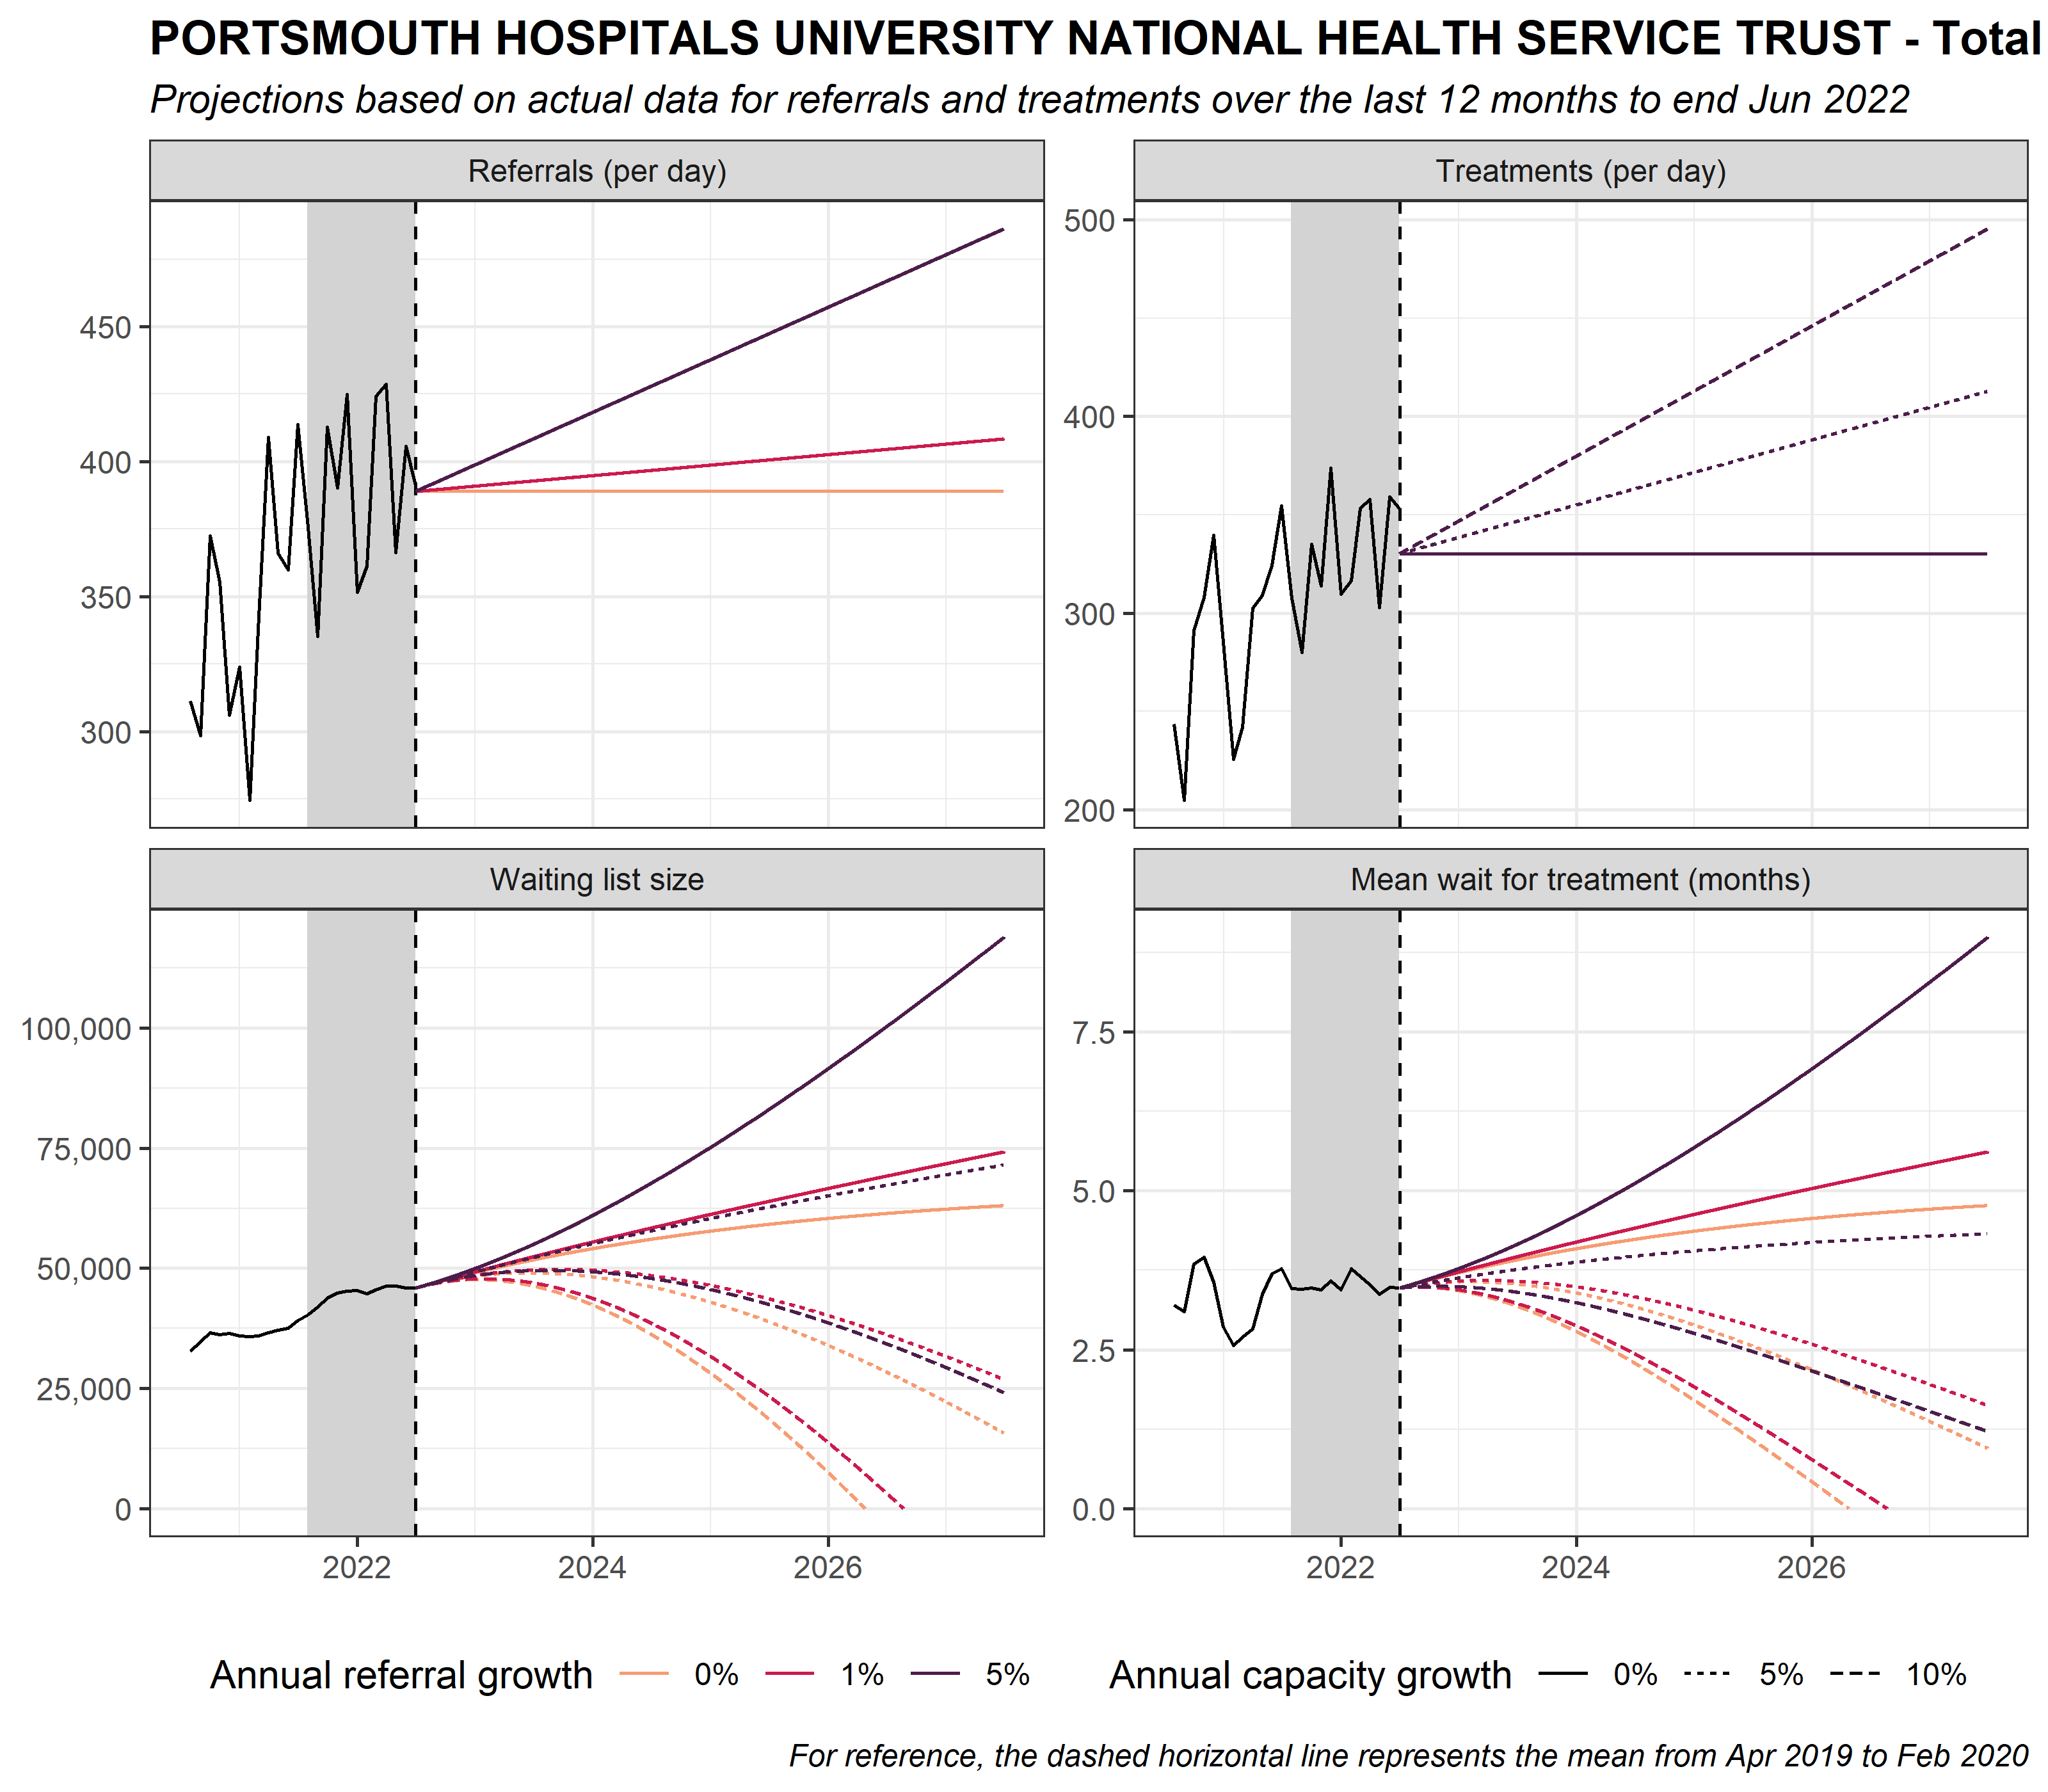 PORTSMOUTH HOSPITALS UNIVERSITY NATIONAL HEALTH SERVICE TRUST - Total
Projections based on actual data for referrals and treatments over the last 12 months to end Jun 2022
Referrals (per day)
450
400
350
300
Treatments (per day)
500
400
300
200
Waiting list size
100,000
75,000
50,000
25,000
0
2022 2024 2026
Mean wait for treatment (months)
7.5
5.0
2.5
0.0
2022 2024 2026
Annual referral growth 0% 1% 5%
Annual capacity growth 0% 5% 10%
For reference, the dashed horizontal line represents the mean from Apr 2019 to Feb 2020